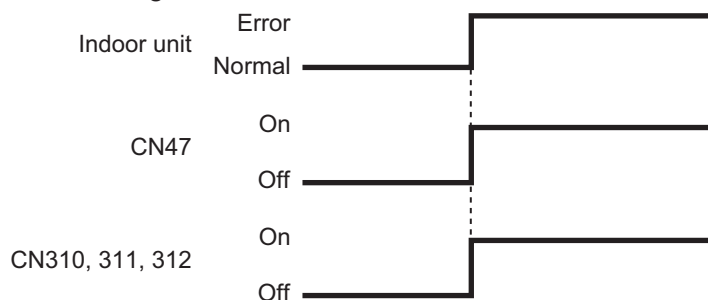 Error
Indoor unit
Normal
On
CN47
Off
On
CN310, 311, 312
Off